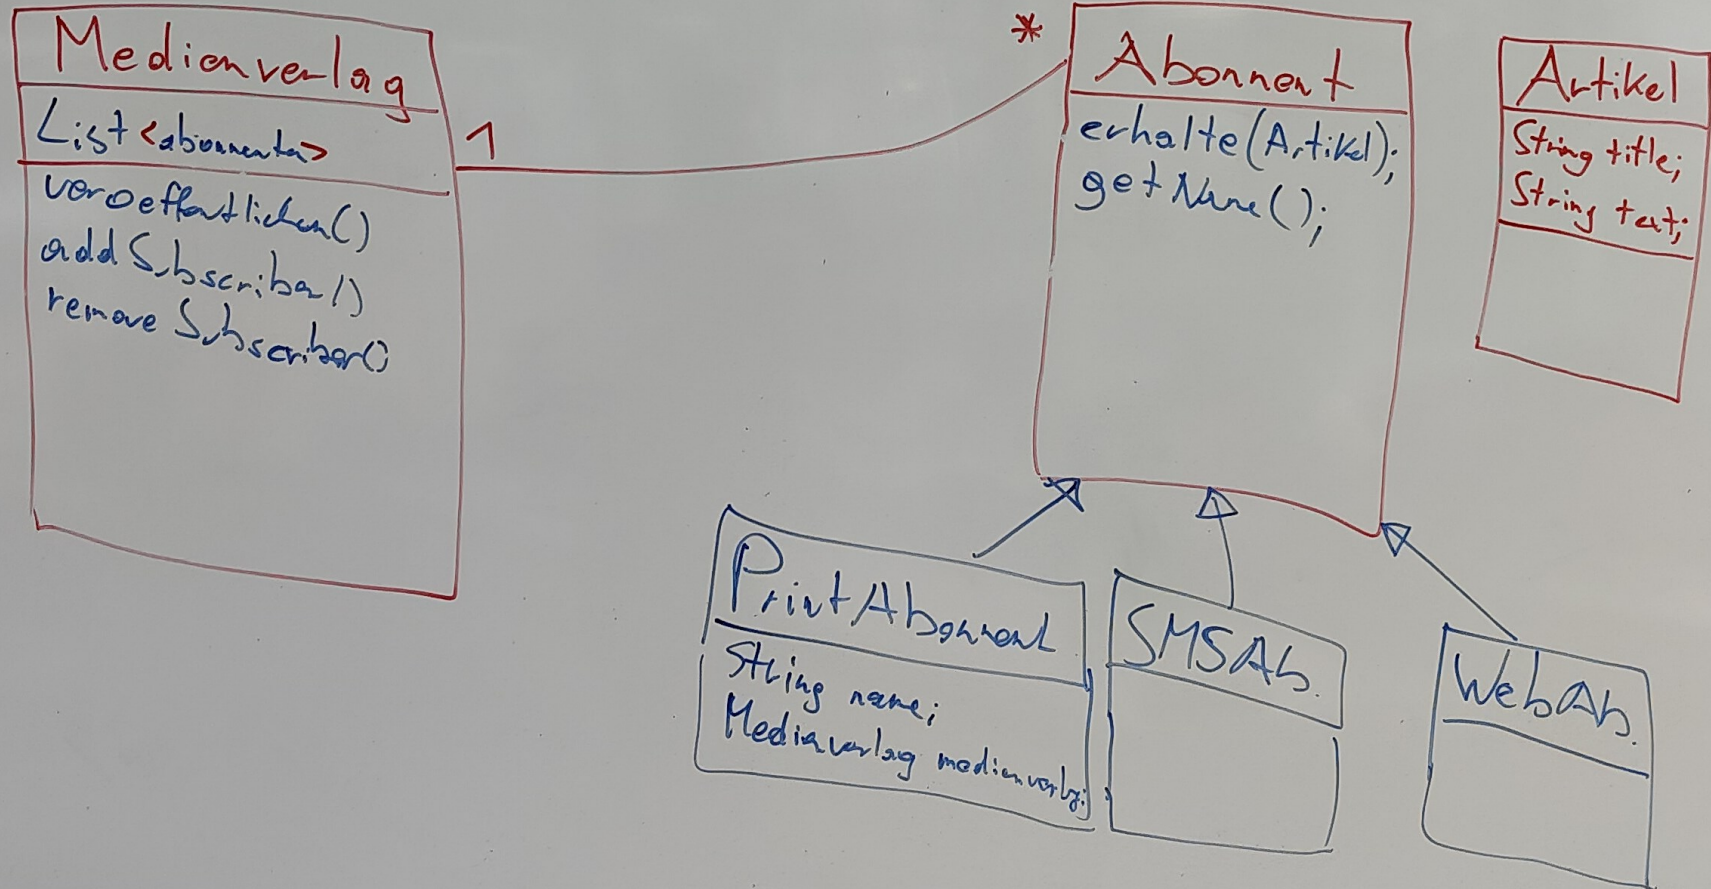 Medienverlag
List<abonnenten>
veroeffentlichen()
addSubscriber()
removeSubscriber()
1
*
Abonnent
erhalte(Artikel);
getName();
Artikel
String title;
String text;
PrintAbonnent
String name;
Medienverlag medienverlag;
SMSAb.
WebAb.